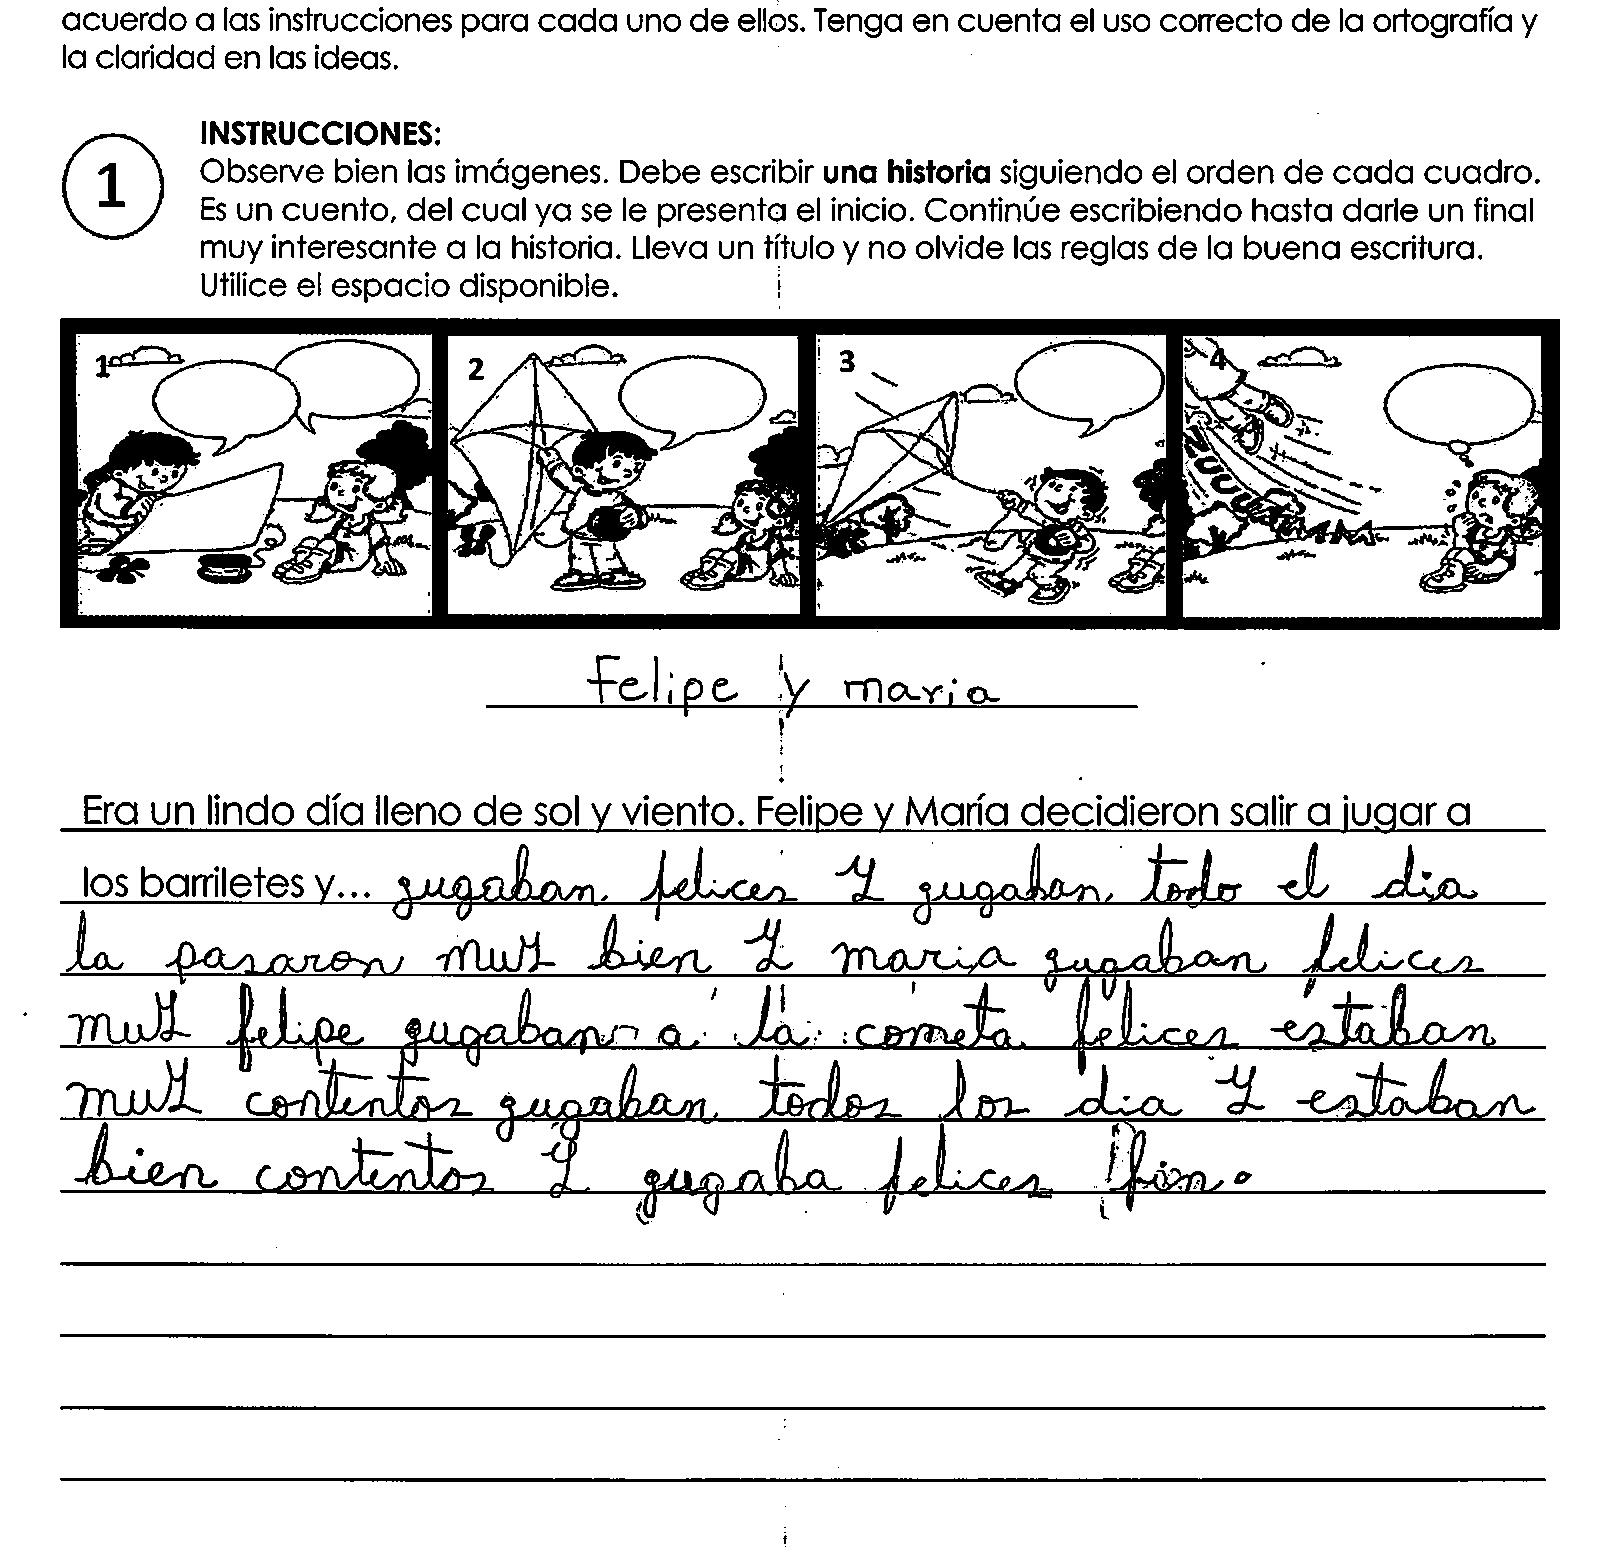 acuerdo a las instrucciones para cada uno de ellos. Tenga en cuenta el uso correcto de la ortografía y
la claridad en las ideas.
1
INSTRUCCIONES:
Observe bien las imágenes. Debe escribir una historia siguiendo el orden de cada cuadro.
Es un cuento, del cual ya se le presenta el inicio. Continúe escribiendo hasta darle un final
muy interesante a la historia. Lleva un título y no olvide las reglas de la buena escritura.
Utilice el espacio disponible.
1 2 3 4
Felipe y maria
Era un lindo día lleno de sol y viento. Felipe y María decidieron salir a jugar a
los barriletes y... gugaban felices y gugaban todo el dia
la pasaron muy bien y maria gugaban felices
muy felipe gugaban a la cometa felices estaban
muy contentos gugaban todos los dia y estaban
bien contentos y gugaba felices fin.